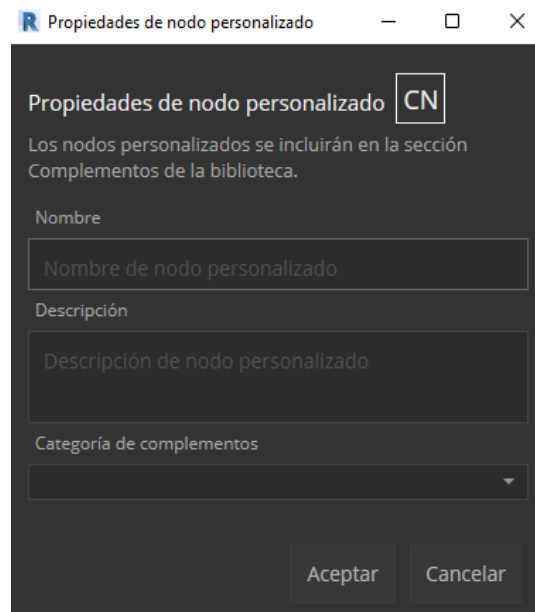 R Propiedades de nodo personalizado
Propiedades de nodo personalizado CN
Los nodos personalizados se incluirán en la sección
Complementos de la biblioteca.
Nombre
Nombre de nodo personalizado
Descripción
Descripción de nodo personalizado
Categoría de complementos
Aceptar Cancelar